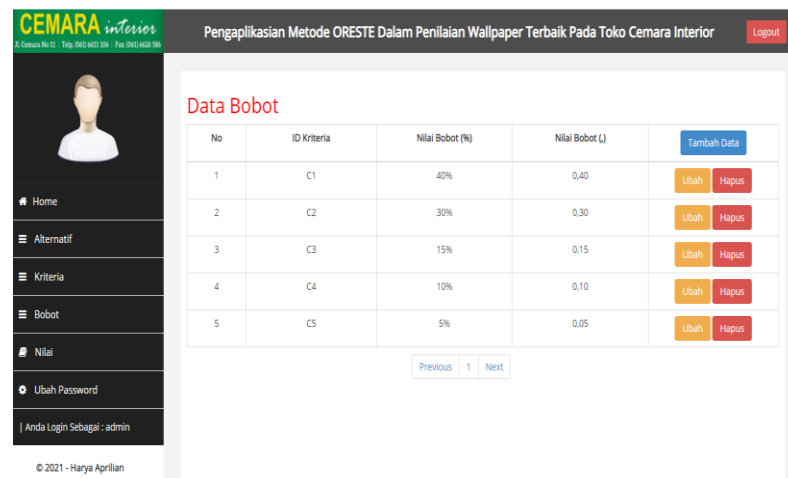 CEMARA interior
Jl. Cemara No 11 | Telp. (061) 6611 336 | Fax. (061) 6626 586
Pengaplikasian Metode ORESTE Dalam Penilaian Wallpaper Terbaik Pada Toko Cemara Interior
Logout
Home
Alternatif
Kriteria
Bobot
Nilai
Ubah Password
| Anda Login Sebagai : admin
© 2021 - Harya Aprilian
Data Bobot
No ID Kriteria Nilai Bobot (%) Nilai Bobot (,) Tambah Data
1 C1 40% 0,40 Ubah Hapus
2 C2 30% 0,30 Ubah Hapus
3 C3 15% 0,15 Ubah Hapus
4 C4 10% 0,10 Ubah Hapus
5 C5 5% 0,05 Ubah Hapus
Previous 1 Next